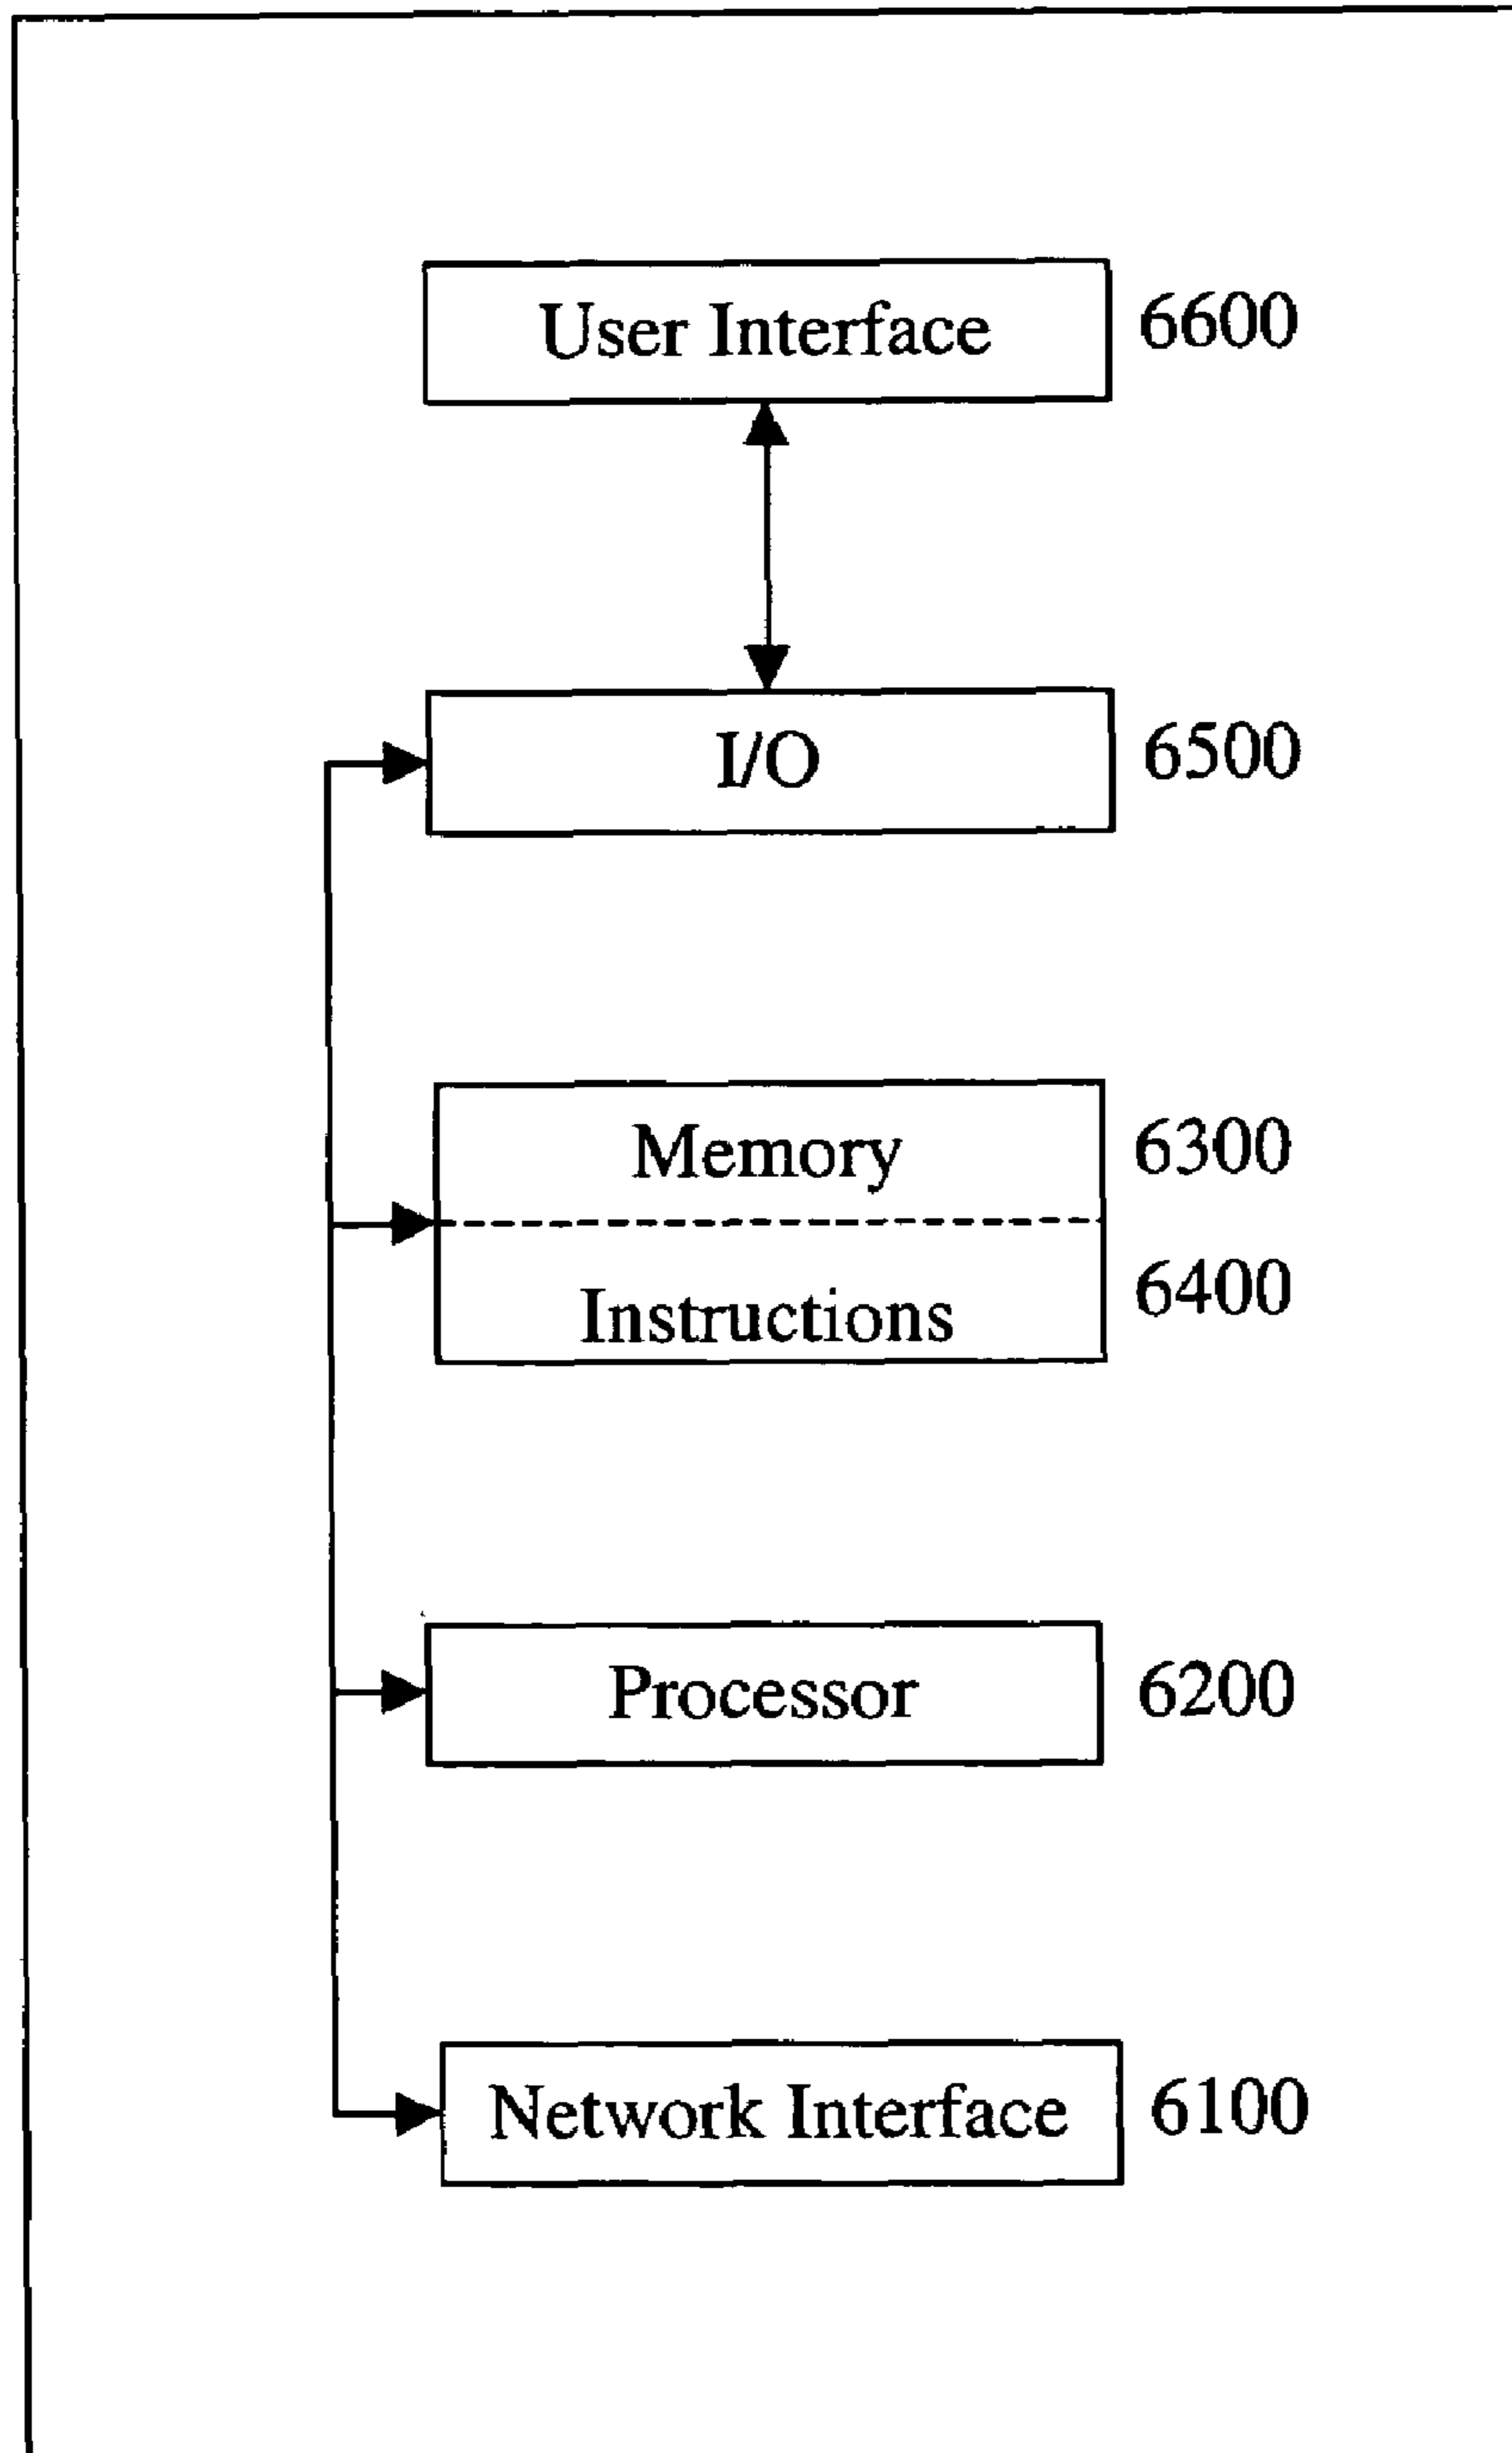 User Interface 6600
I/O 6500
Memory 6300
Instructions 6400
Processor 6200
Network Interface 6100